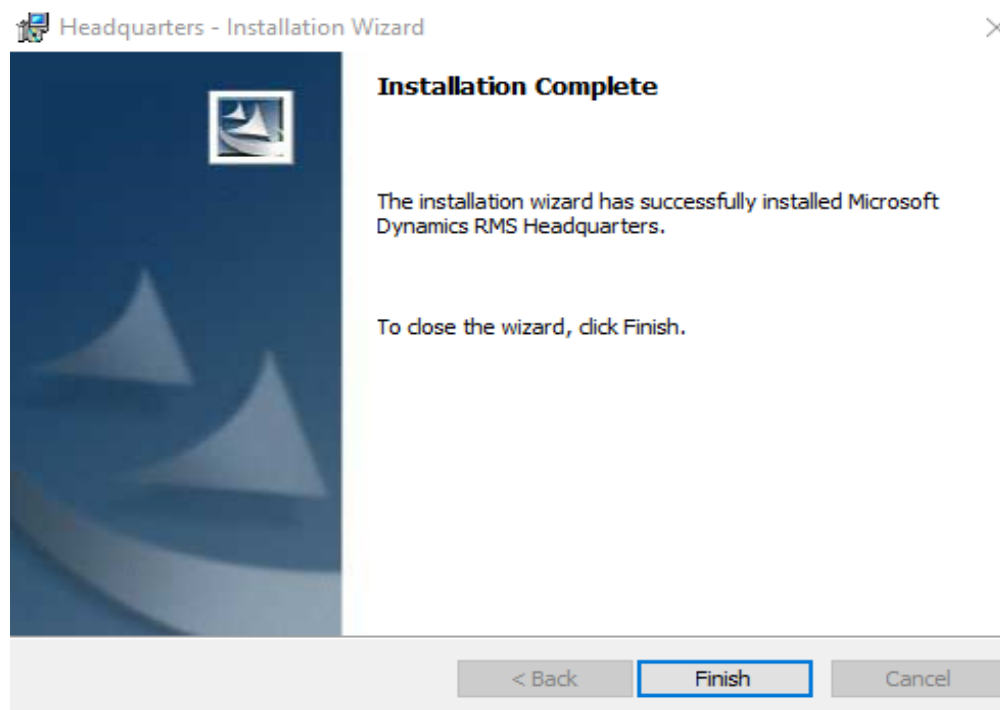 Headquarters - Installation Wizard
Installation Complete
The installation wizard has successfully installed Microsoft
Dynamics RMS Headquarters.
To close the wizard, click Finish.
< Back
Finish
Cancel